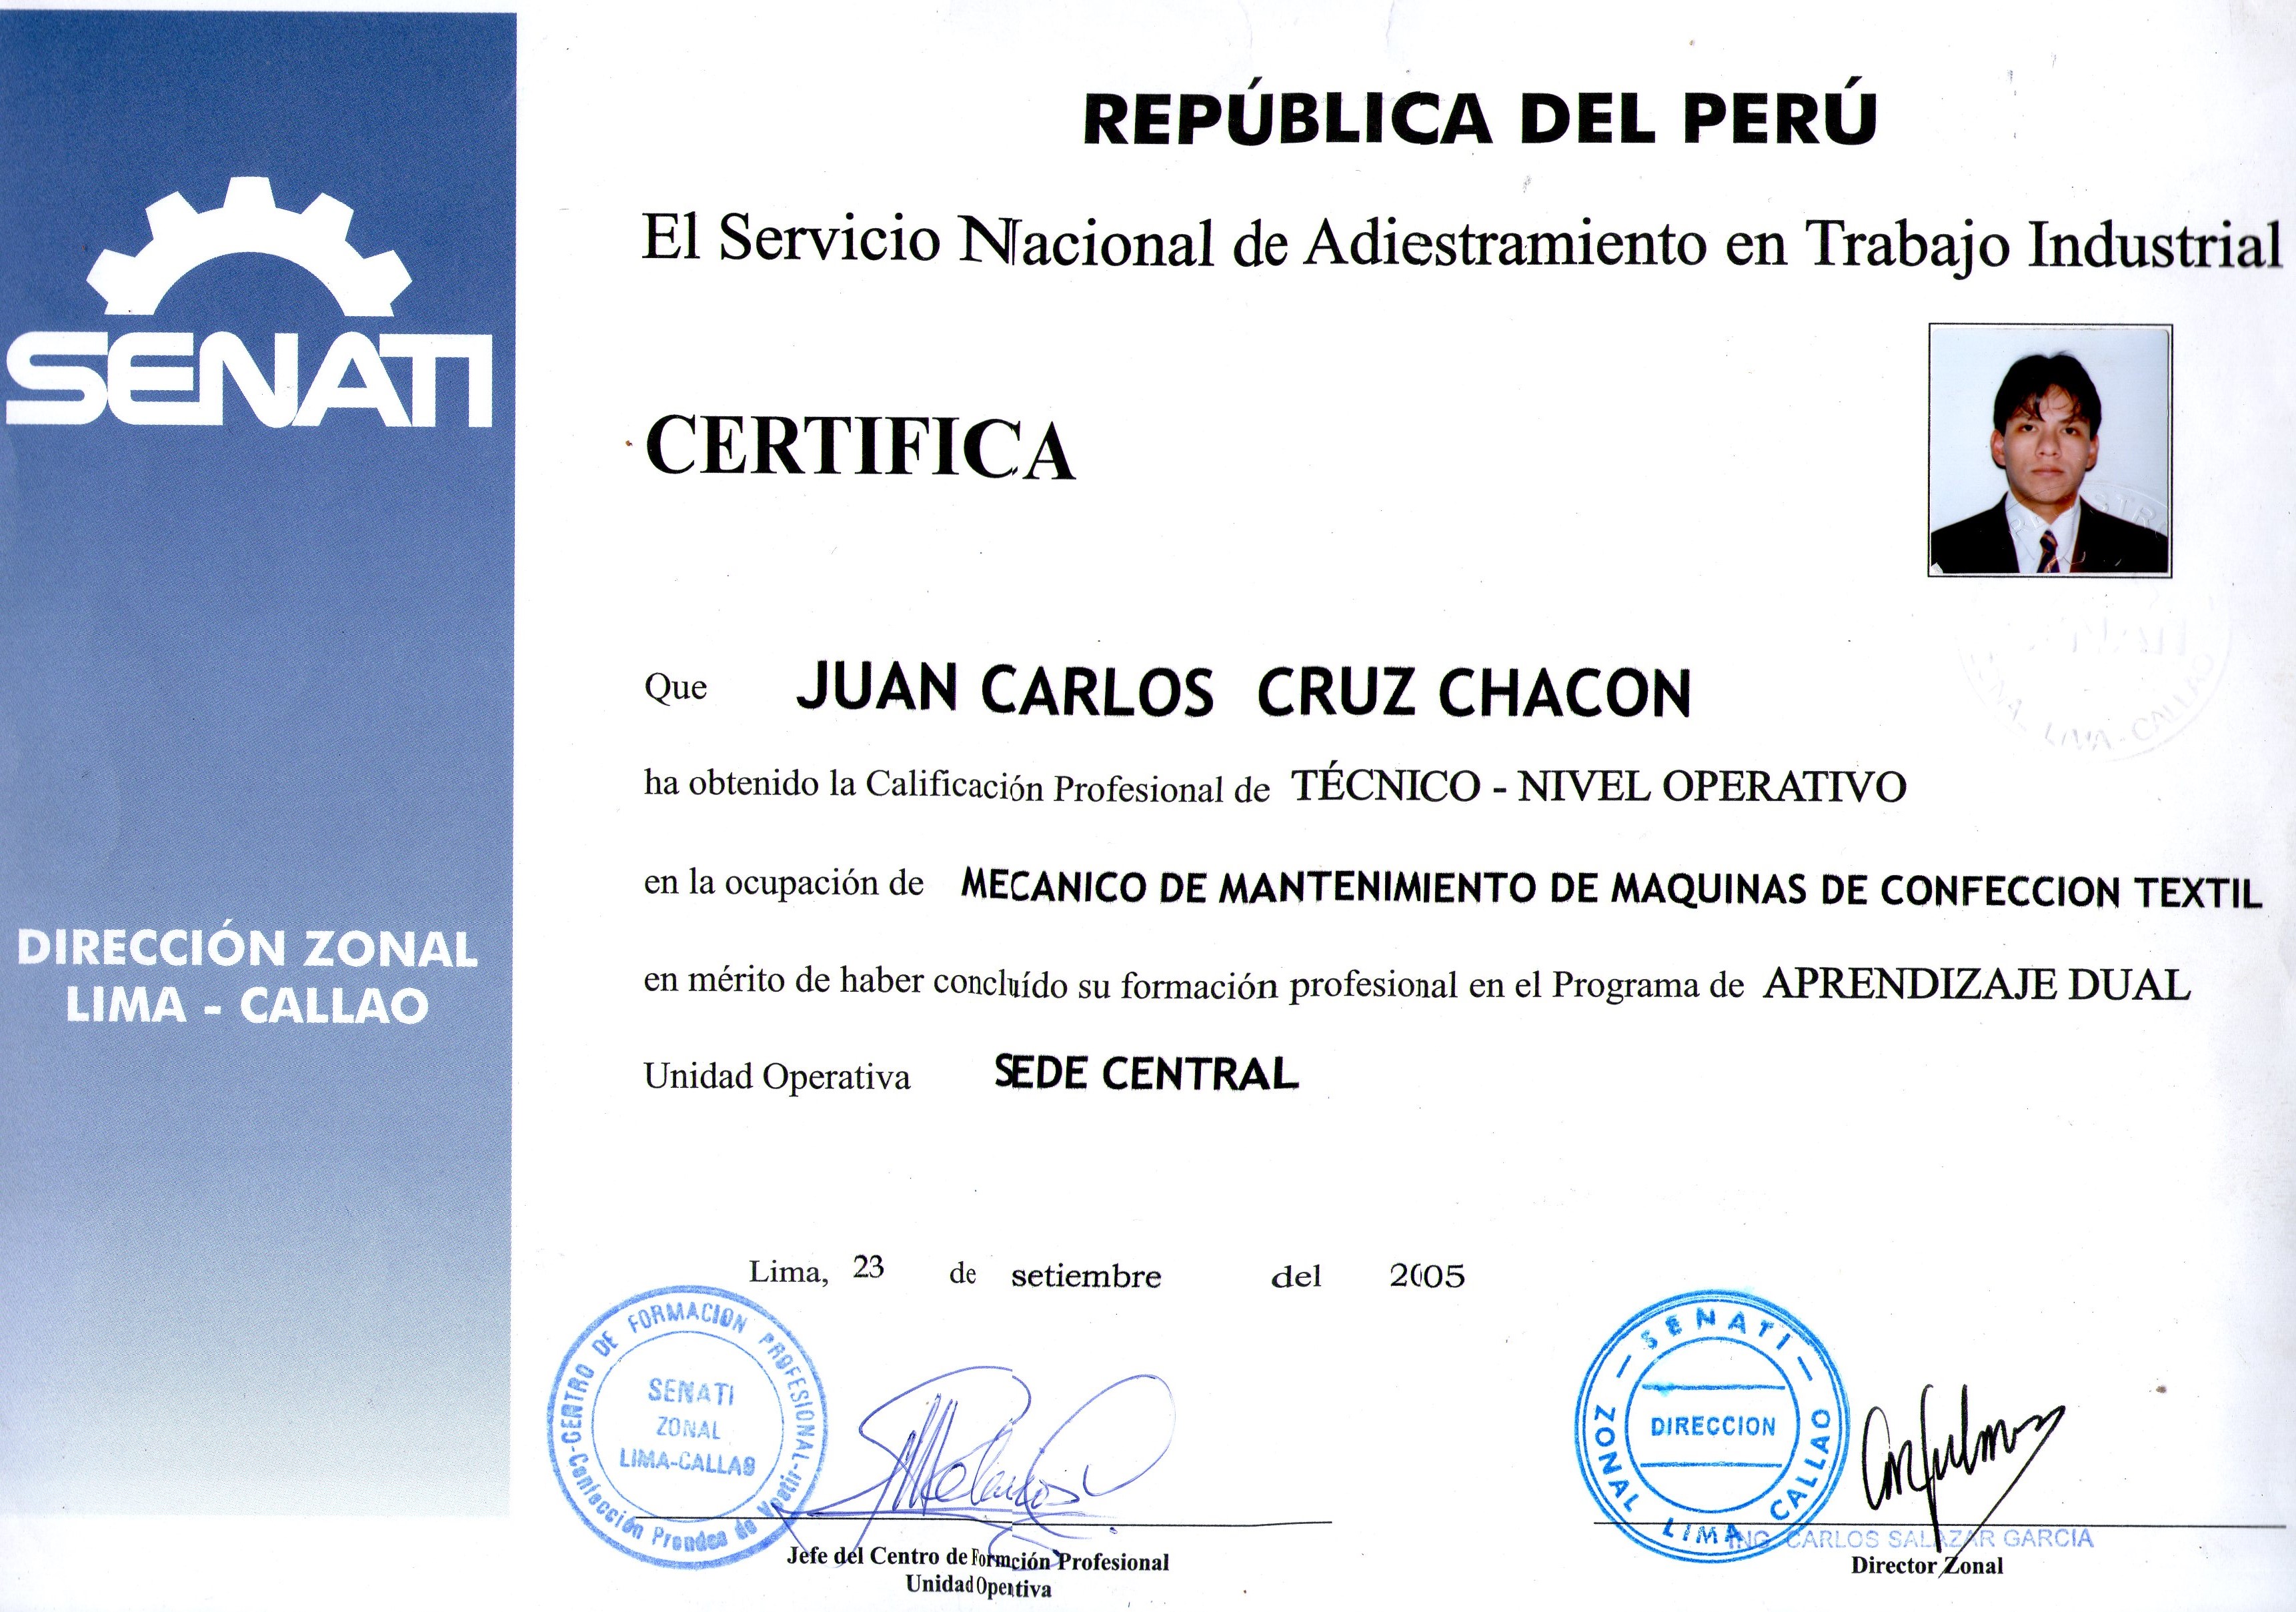 REPÚBLICA DEL PERÚ
El Servicio Nacional de Adiestramiento en Trabajo Industrial
SENATI
CERTIFICA
Que JUAN CARLOS CRUZ CHACON
ha obtenido la Calificación Profesional de TÉCNICO - NIVEL OPERATIVO
en la ocupación de MECANICO DE MANTENIMIENTO DE MAQUINAS DE CONFECCION TEXTIL
en mérito de haber concluído su formación profesional en el Programa de APRENDIZAJE DUAL
Unidad Operativa SEDE CENTRAL
DIRECCIÓN ZONAL
LIMA - CALLAO
Lima, 23 de setiembre del 2005
CENTRO DE FORMACION PROFESIONAL-Confección Prendas de Vestir-
SENATI
ZONAL
LIMA-CALLAO
Jefe del Centro de Formción Profesional
Unidad Opertiva
SENATI
DIRECCION
ZONAL LIMA CALLAO
ING. CARLOS SALAZAR GARCIA
Director Zonal
LIMA-CALLAO